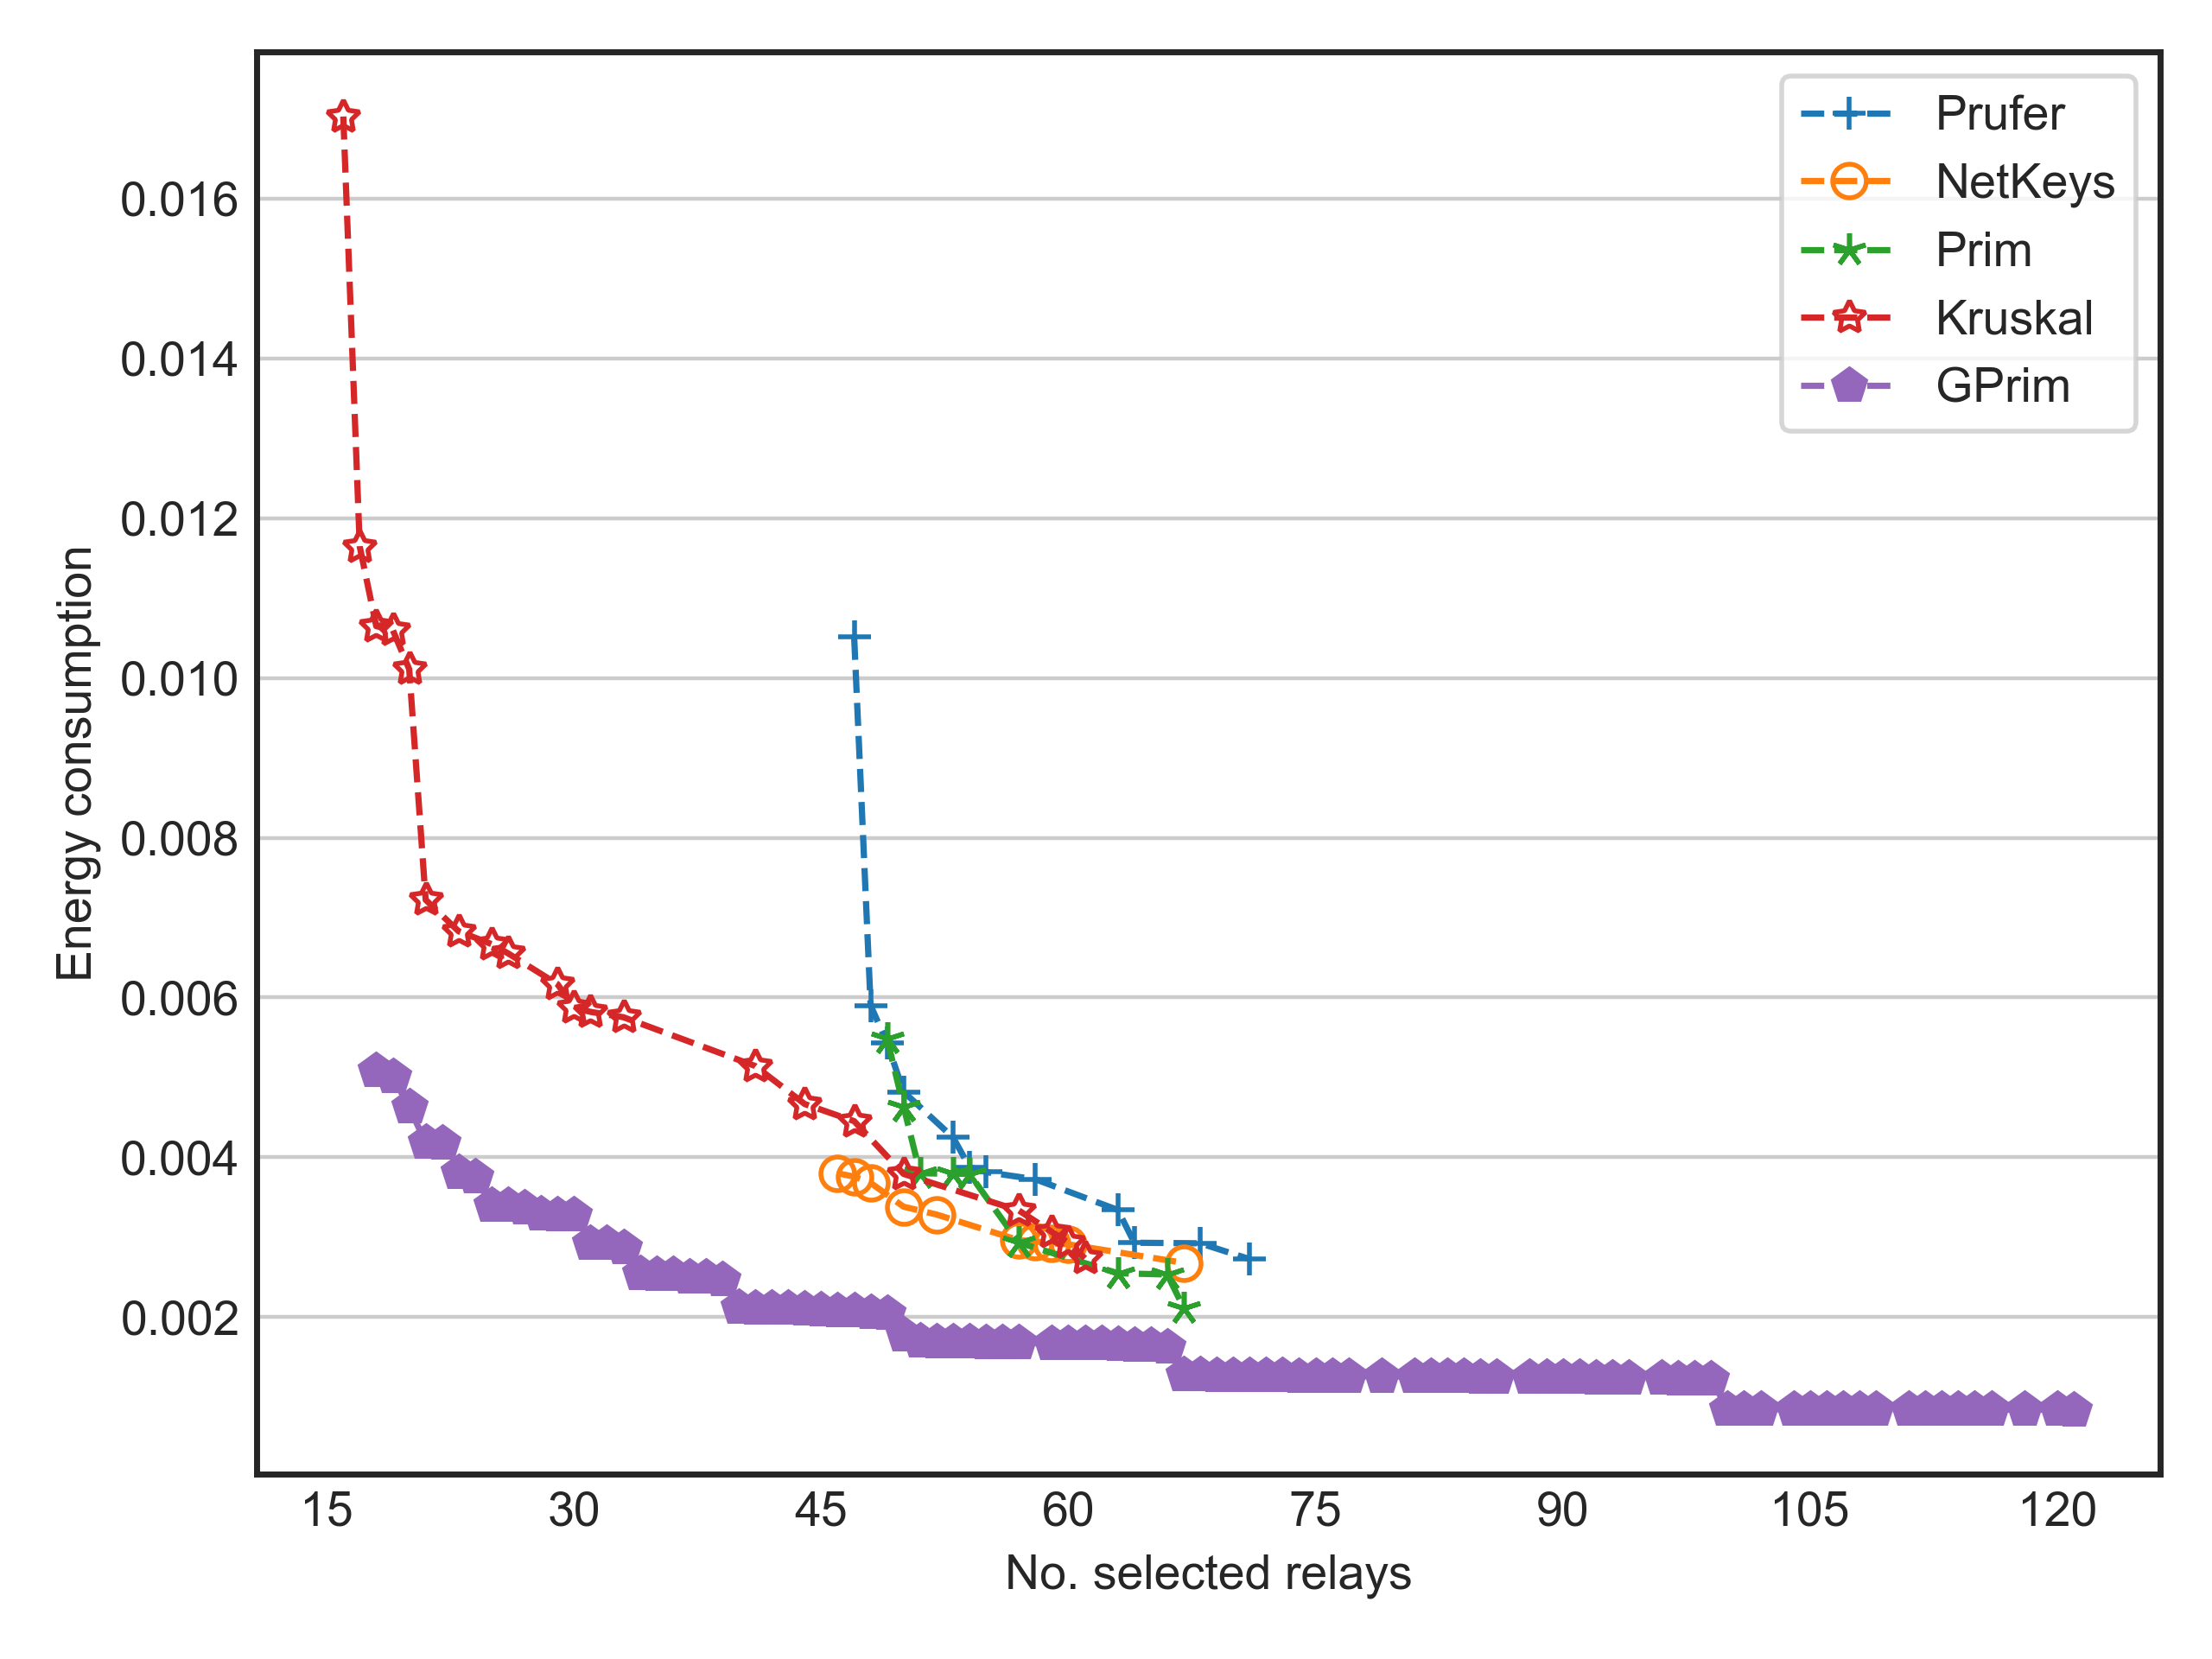 Prufer
NetKeys
Prim
Kruskal
GPrim
0.016
0.014
0.012
0.010
0.008
0.006
0.004
0.002
Energy consumption
15 30 45 60 75 90 105 120
No. selected relays